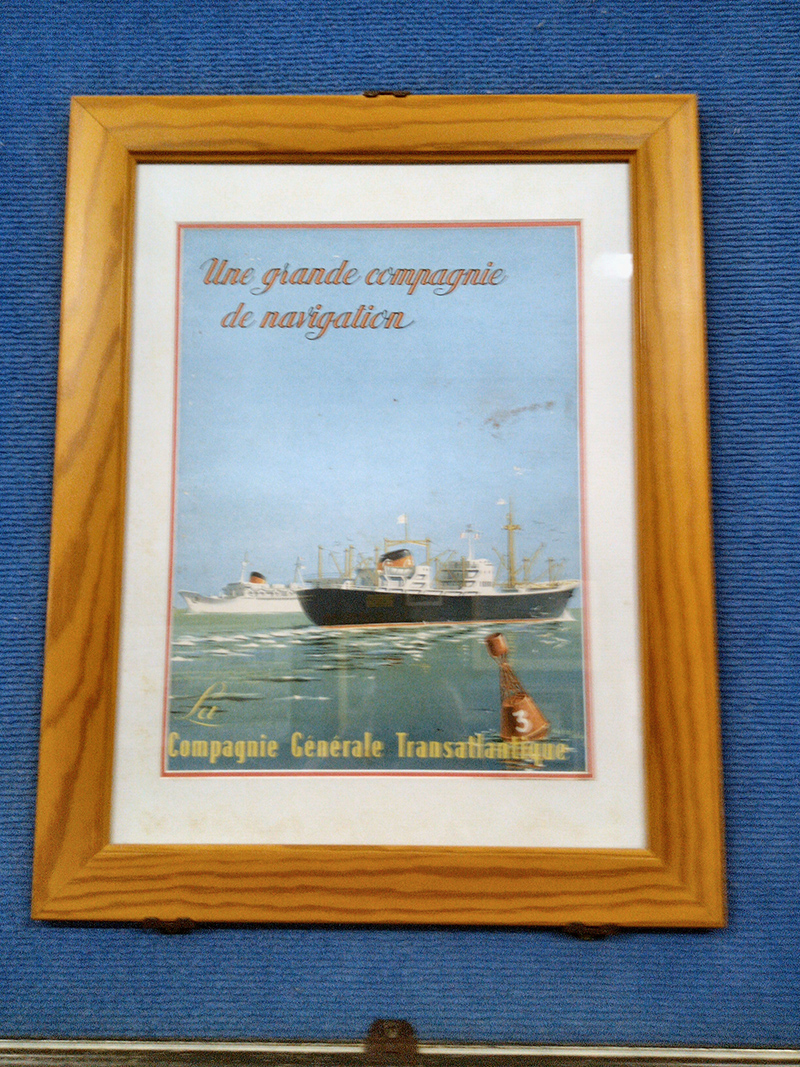 Une grande compagnie
de navigation
La
3
Compagnie Générale Transatlantique